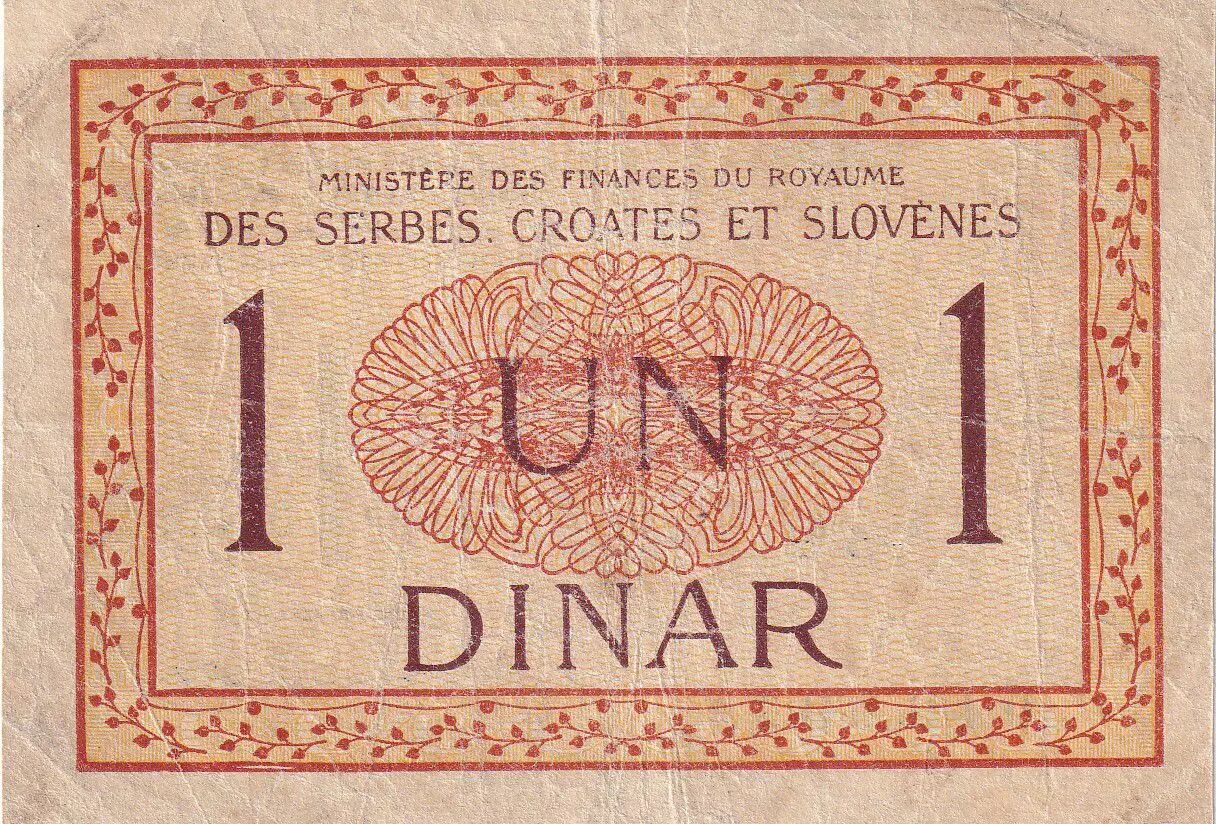 MINISTÈRE DES FINANCES DU ROYAUME
DES SERBES. CROATES ET SLOVÈNES
1 UN 1
DINAR